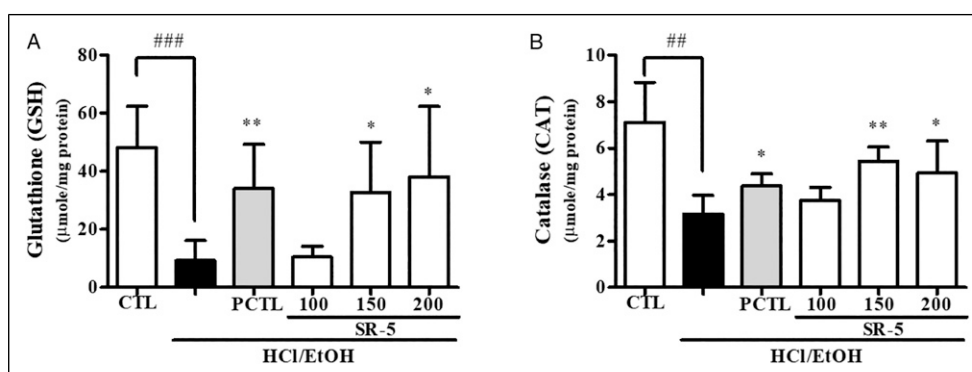 A
###
Glutathione (GSH)
(µmole/mg protein)
80
60
40
20
0
**
*
*
CTL
PCTL
100
150
200
SR-5
HCl/EtOH
B
##
Catalase (CAT)
(µmole/mg protein)
10
8
6
4
2
0
*
**
*
CTL
PCTL
100
150
200
SR-5
HCl/EtOH